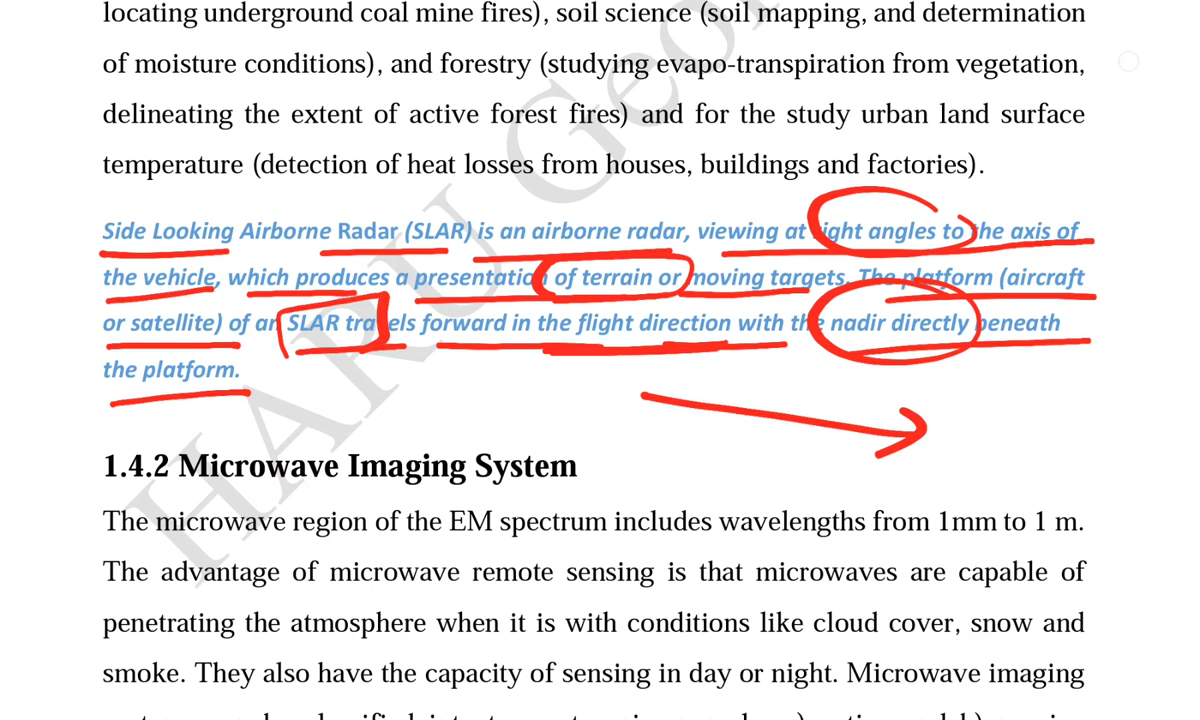 locating underground coal mine fires), soil science (soil mapping, and determination
of moisture conditions), and forestry (studying evapo-transpiration from vegetation,
delineating the extent of active forest fires) and for the study urban land surface
temperature (detection of heat losses from houses, buildings and factories).
Side Looking Airborne Radar (SLAR) is an airborne radar, viewing at right angles to the axis of
the vehicle, which produces a presentation of terrain or moving targets. The platform (aircraft
or satellite) of an SLAR travels forward in the flight direction with the nadir directly beneath
the platform.
1.4.2 Microwave Imaging System
The microwave region of the EM spectrum includes wavelengths from 1mm to 1 m.
The advantage of microwave remote sensing is that microwaves are capable of
penetrating the atmosphere when it is with conditions like cloud cover, snow and
smoke. They also have the capacity of sensing in day or night. Microwave imaging
HARU Geo